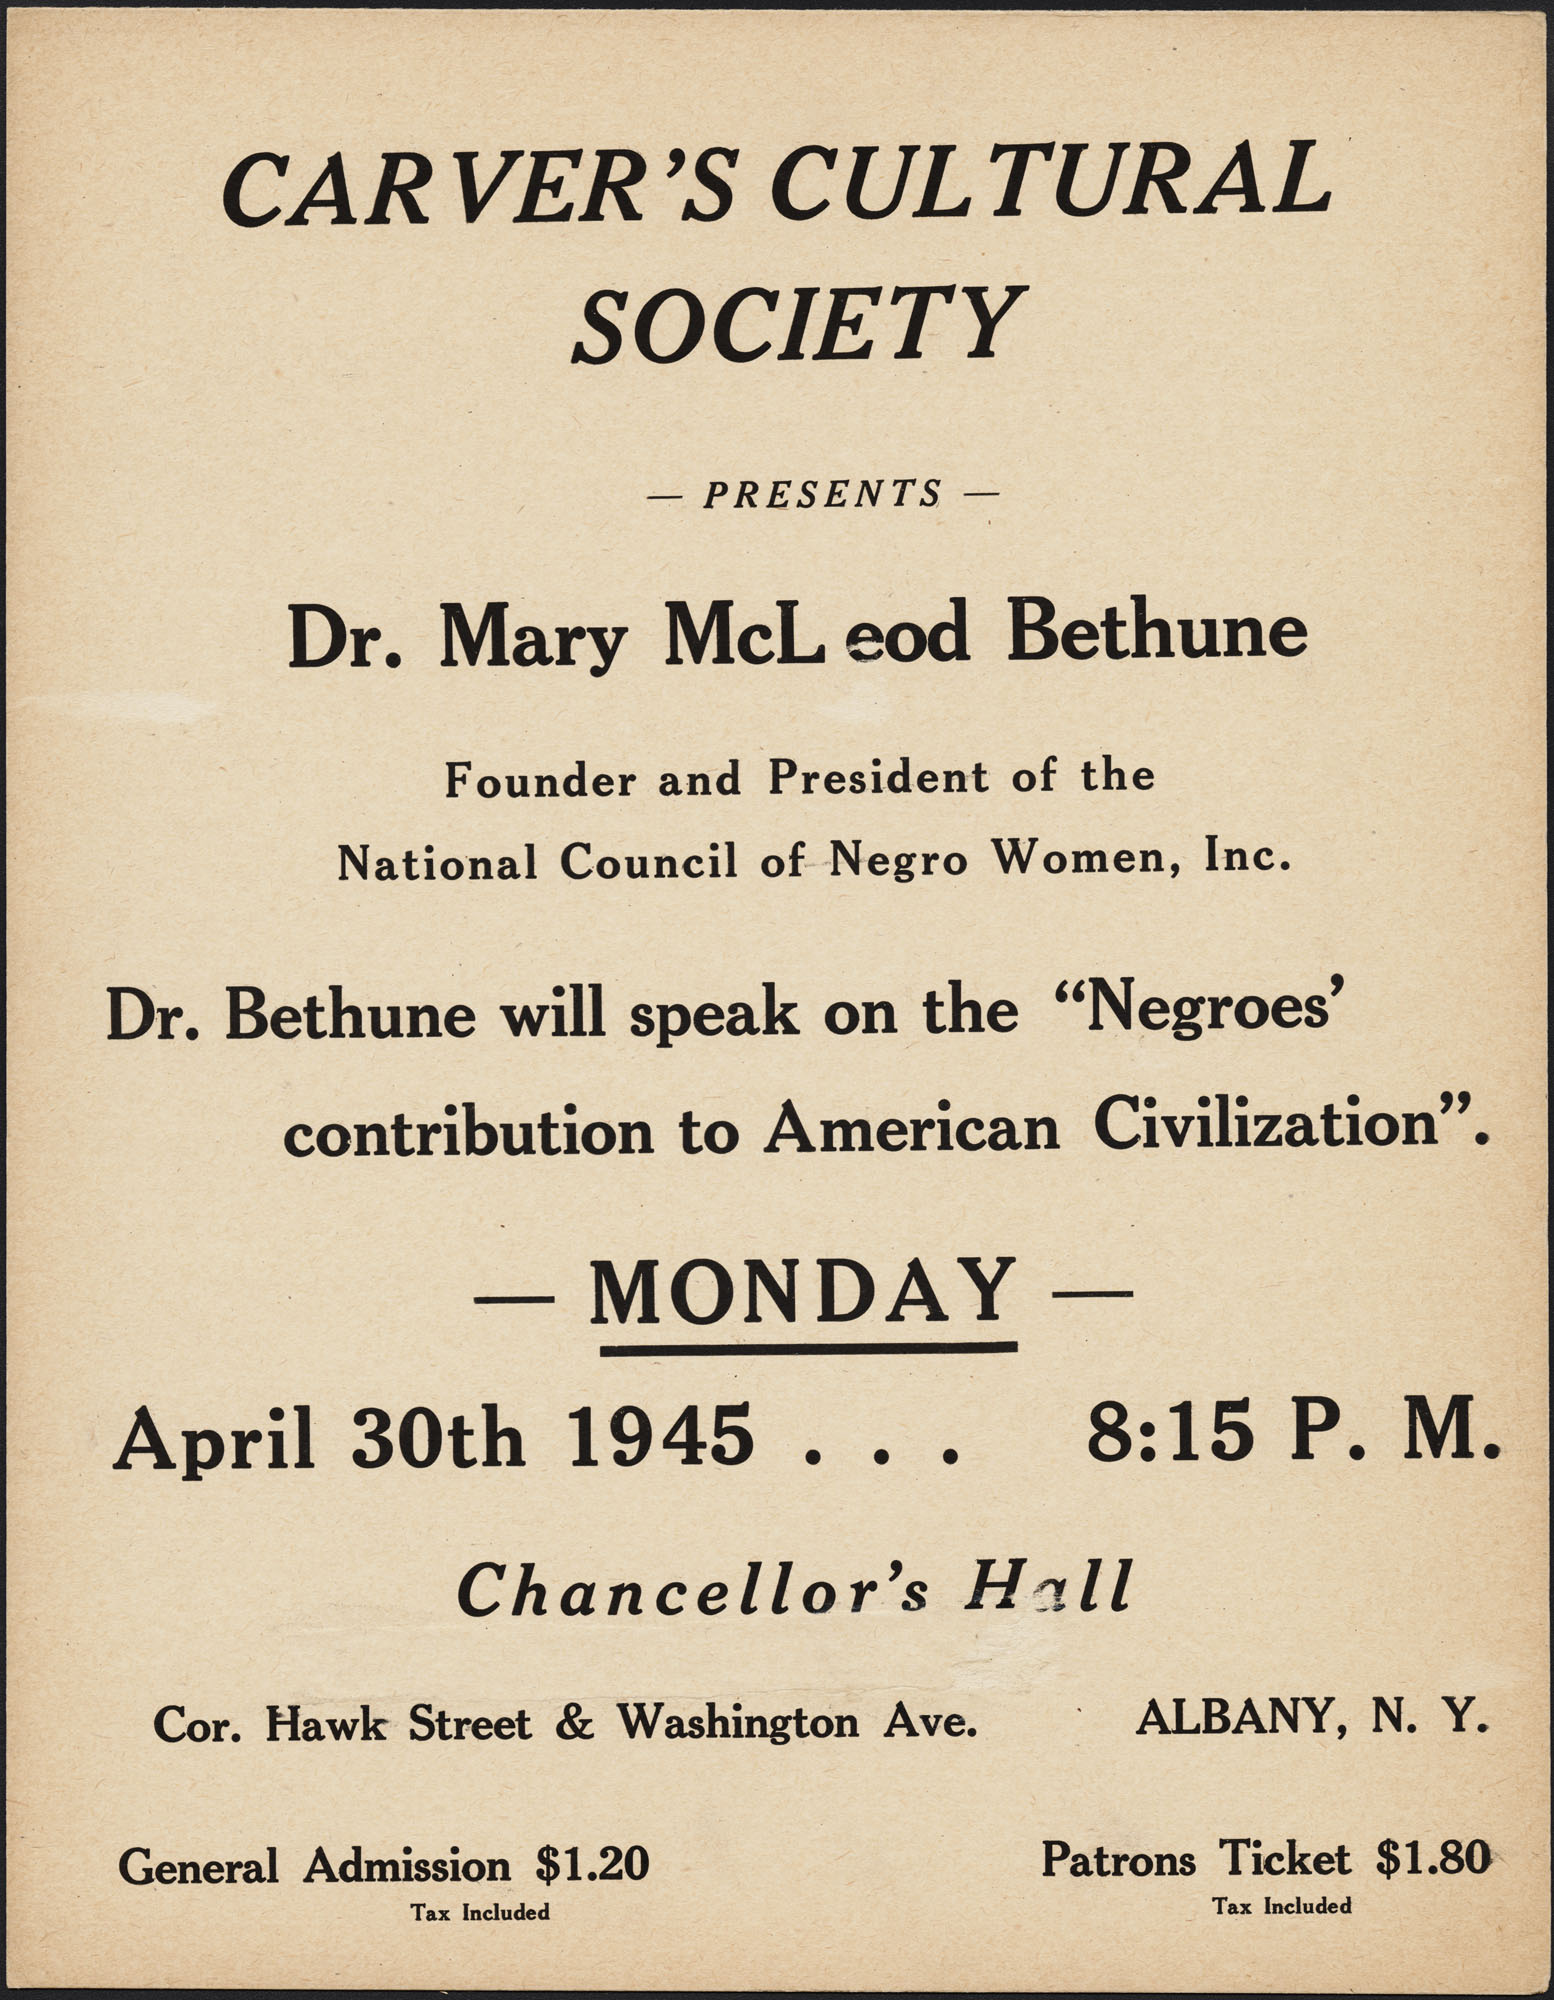 CARVER'S CULTURAL
SOCIETY
— PRESENTS —
Dr. Mary McLeod Bethune
Founder and President of the
National Council of Negro Women, Inc.
Dr. Bethune will speak on the “Negroes’
contribution to American Civilization”.
— MONDAY —
April 30th 1945 . . . 8:15 P. M.
Chancellor’s Hall
Cor. Hawk Street & Washington Ave. ALBANY, N. Y.
General Admission $1.20 Patrons Ticket $1.80
Tax Included Tax Included